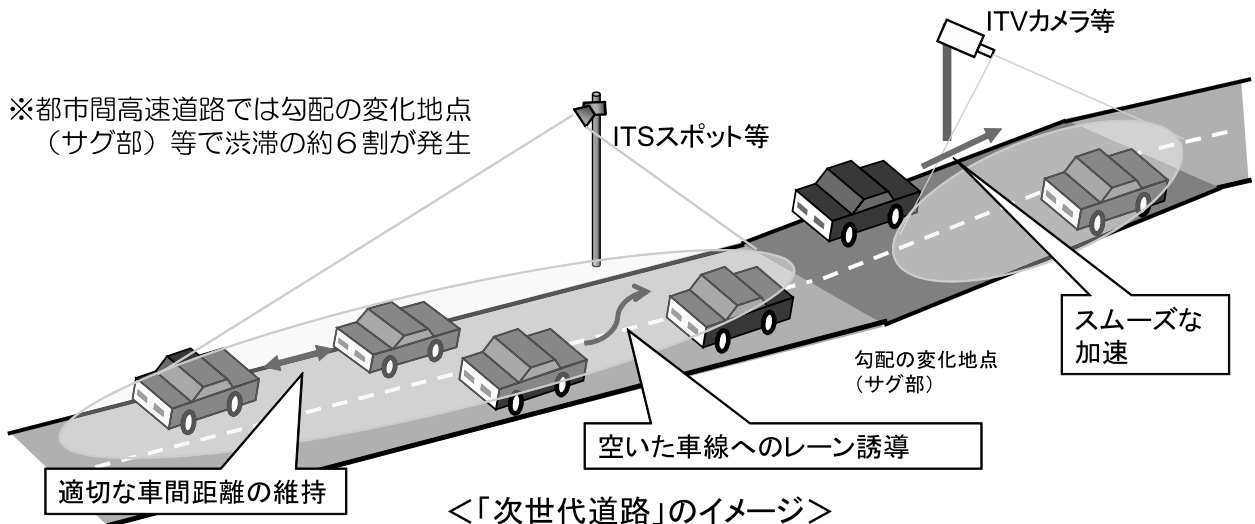 ITVカメラ等
※都市間高速道路では勾配の変化地点
（サグ部）等で渋滞の約６割が発生
ITSスポット等
スムーズな
加速
勾配の変化地点
（サグ部）
空いた車線へのレーン誘導
適切な車間距離の維持
＜「次世代道路」のイメージ＞